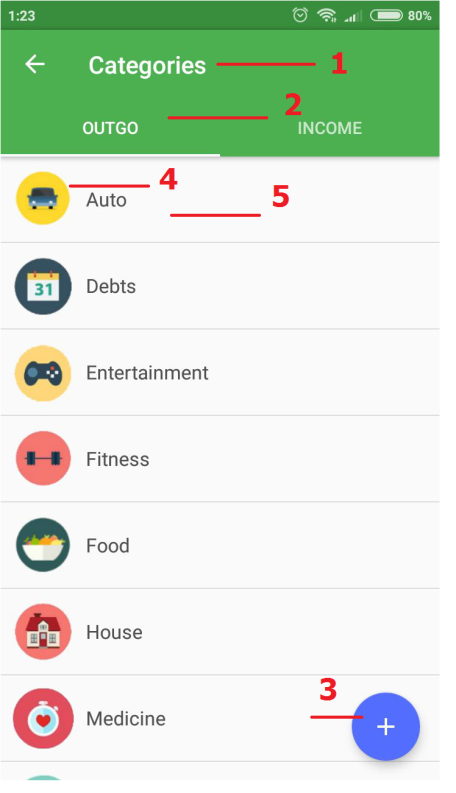 1:23 80%
Categories 1
2
OUTGO INCOME
4
Auto 5
31 Debts
Entertainment
Fitness
Food
House
3
Medicine +